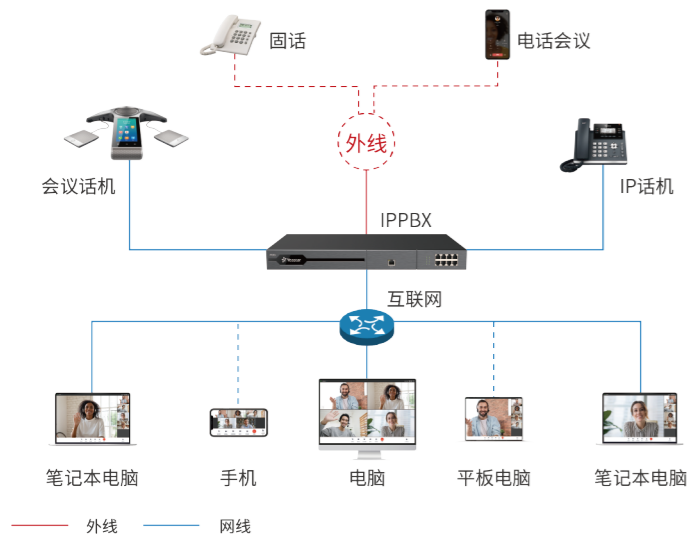 固话
电话会议
外线
会议话机
IP话机
IPPBX
Yeastar
互联网
笔记本电脑
手机
电脑
平板电脑
笔记本电脑
外线
网线